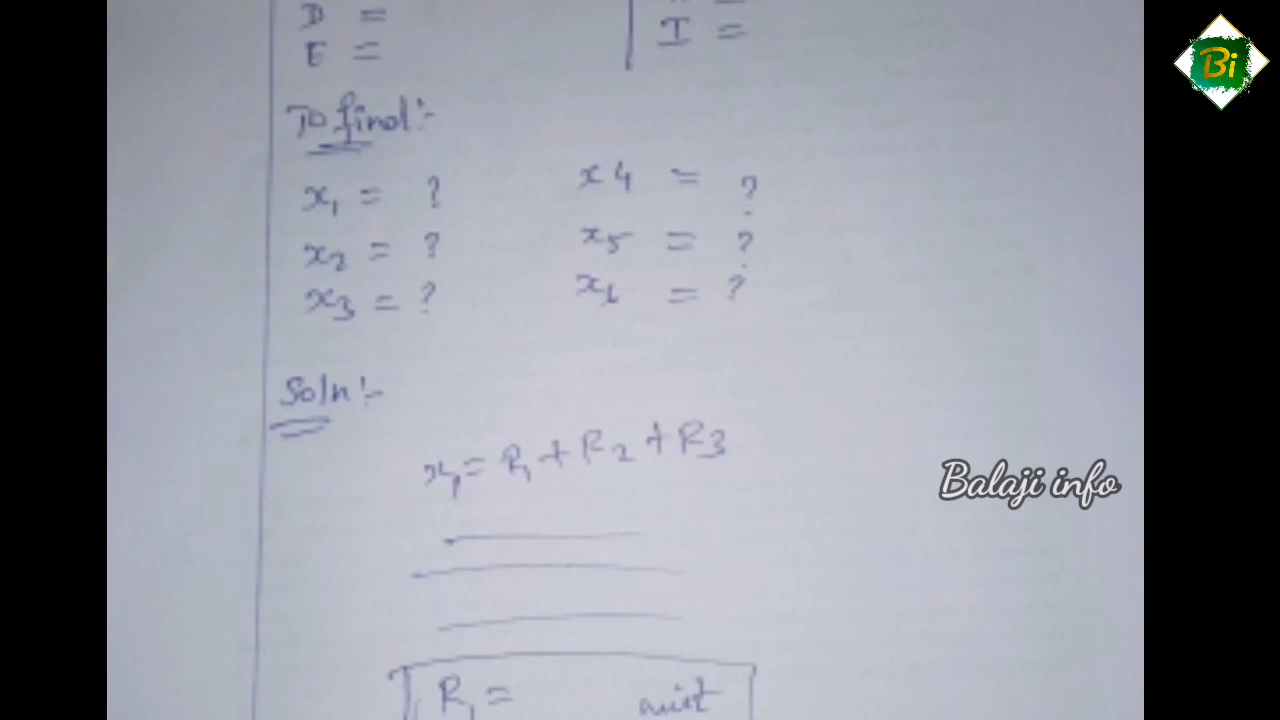 D =
E =
I =
To find:-
x1 = ?
x2 = ?
x3 = ?
x4 = ?
x5 = ?
x6 = ?
Soln:-
x1 = R1 + R2 + R3
R1 = unit
Bi
Balaji info